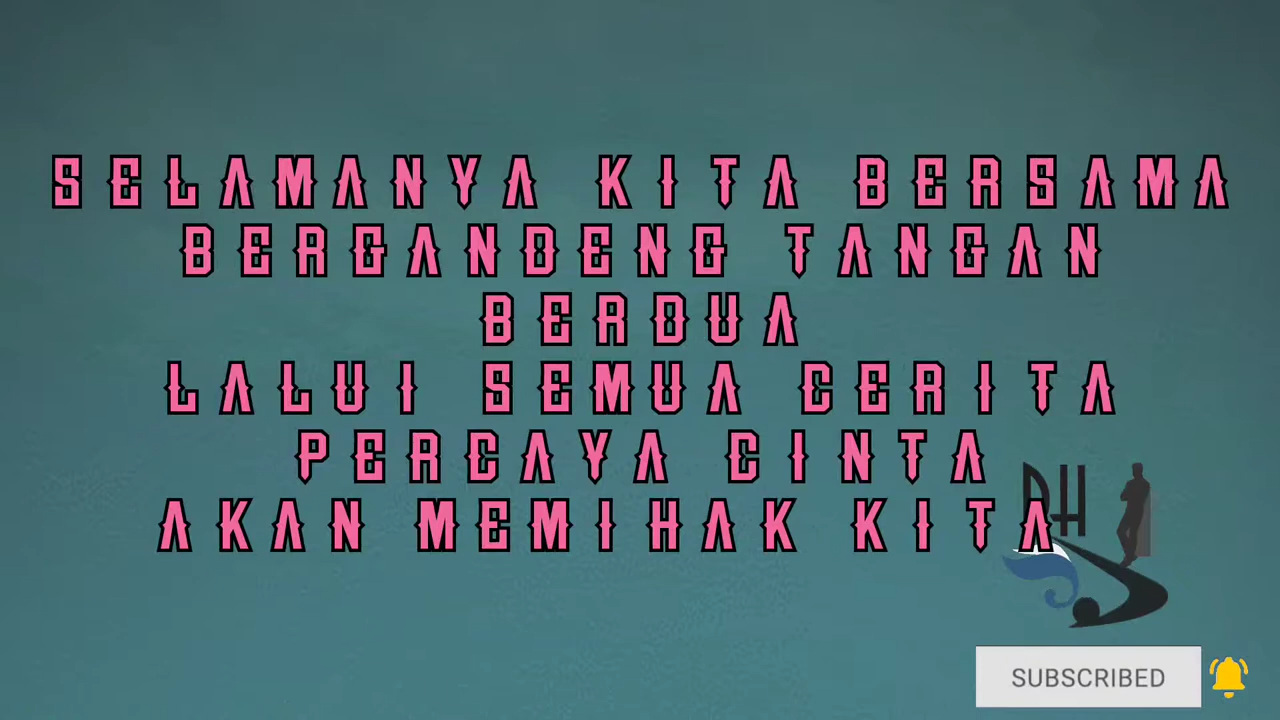 SELAMANYA KITA BERSAMA
BERGANDENG TANGAN
BERDUA
LALUI SEMUA CERITA
PERCAYA CINTA
AKAN MEMIHAK KITA
SUBSCRIBED